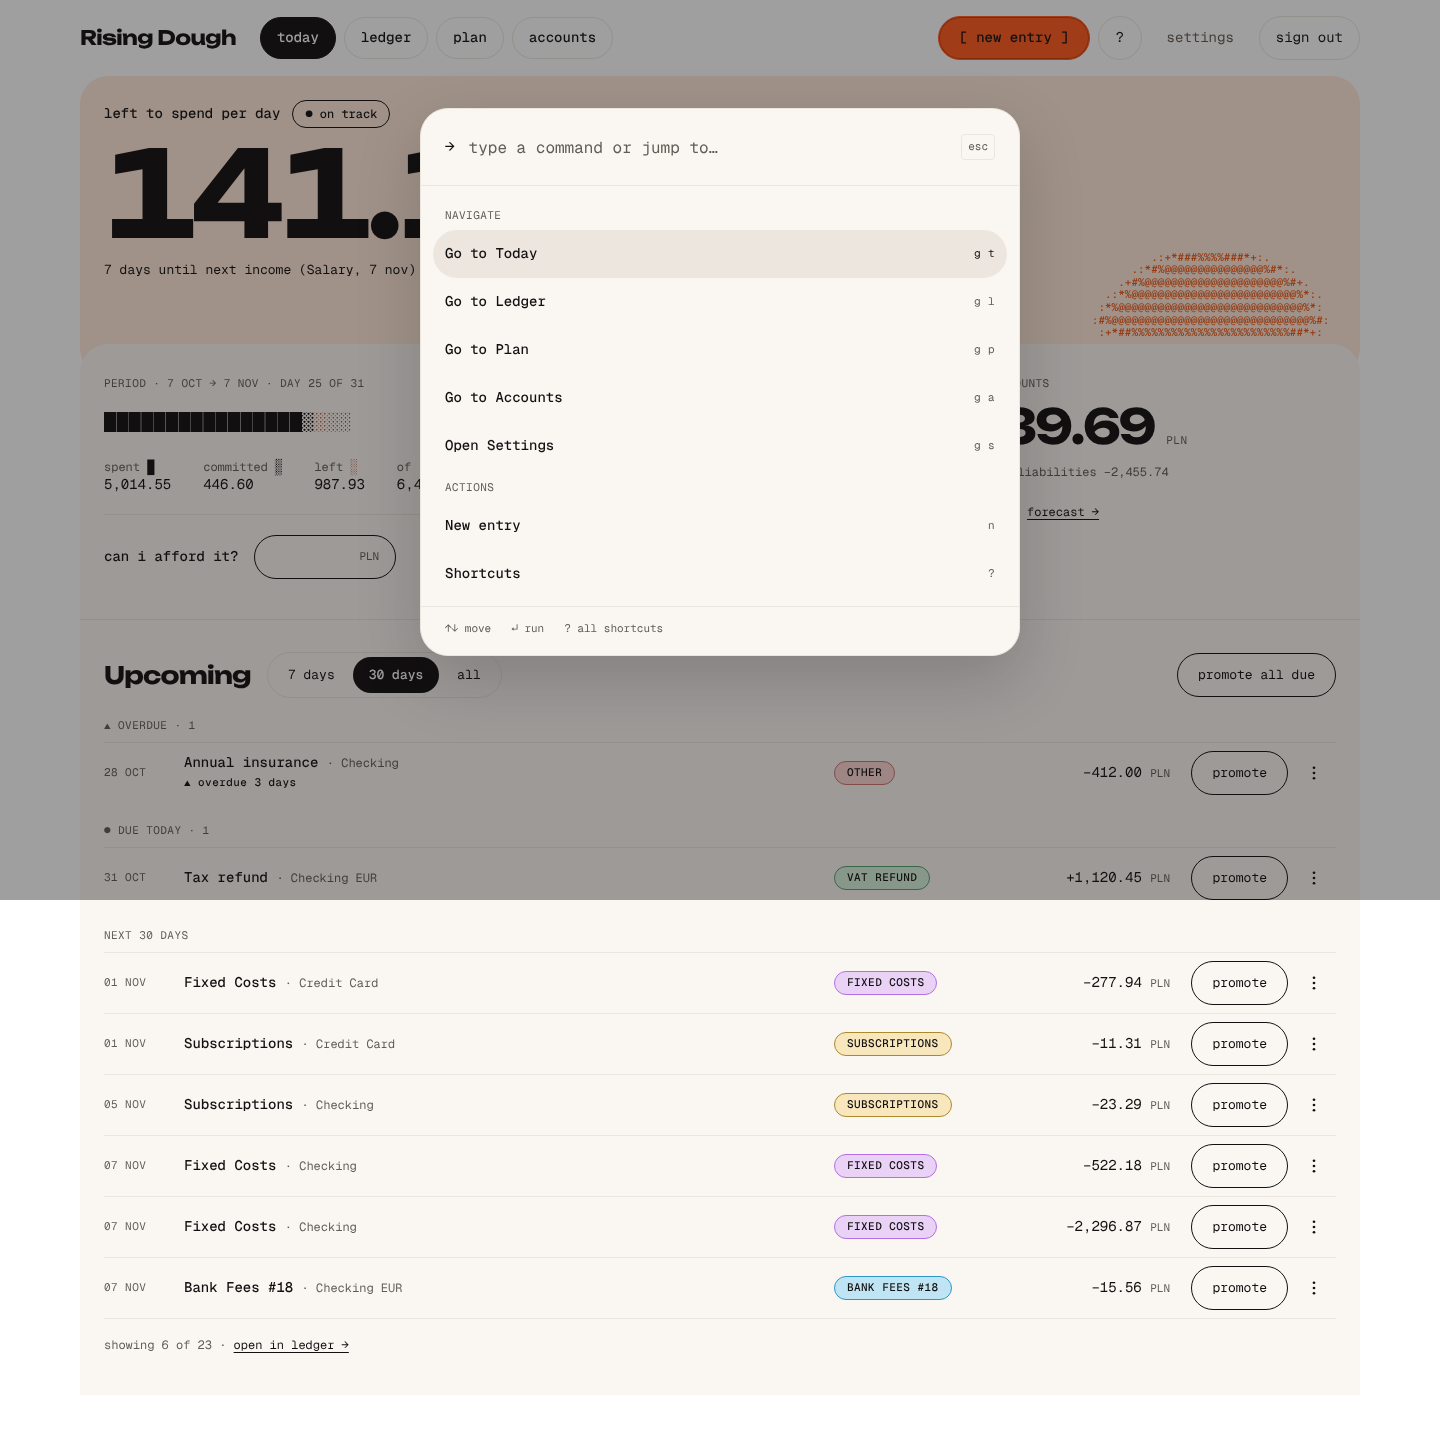 Rising Dough today ledger plan accounts [ new entry ] ? settings sign out
left to spend per day ● on track
141.
7 days until next income (Salary, 7 nov)
→ type a command or jump to… esc
NAVIGATE
Go to Today g t
Go to Ledger g l
Go to Plan g p
Go to Accounts g a
Open Settings g s
ACTIONS
New entry n
Shortcuts ?
↑↓ move ↵ run ? all shortcuts
PERIOD · 7 OCT → 7 NOV · DAY 25 OF 31
spent committed left of
5,014.55 446.60 987.93 6,4
can i afford it? PLN
39.69 PLN
liabilities −2,455.74
forecast →
Upcoming 7 days 30 days all promote all due
▲ OVERDUE · 1
28 OCT Annual insurance · Checking OTHER −412.00 PLN promote
▲ overdue 3 days
● DUE TODAY · 1
31 OCT Tax refund · Checking EUR VAT REFUND +1,120.45 PLN promote
NEXT 30 DAYS
01 NOV Fixed Costs · Credit Card FIXED COSTS −277.94 PLN promote
01 NOV Subscriptions · Credit Card SUBSCRIPTIONS −11.31 PLN promote
05 NOV Subscriptions · Checking SUBSCRIPTIONS −23.29 PLN promote
07 NOV Fixed Costs · Checking FIXED COSTS −522.18 PLN promote
07 NOV Fixed Costs · Checking FIXED COSTS −2,296.87 PLN promote
07 NOV Bank Fees #18 · Checking EUR BANK FEES #18 −15.56 PLN promote
showing 6 of 23 · open in ledger →